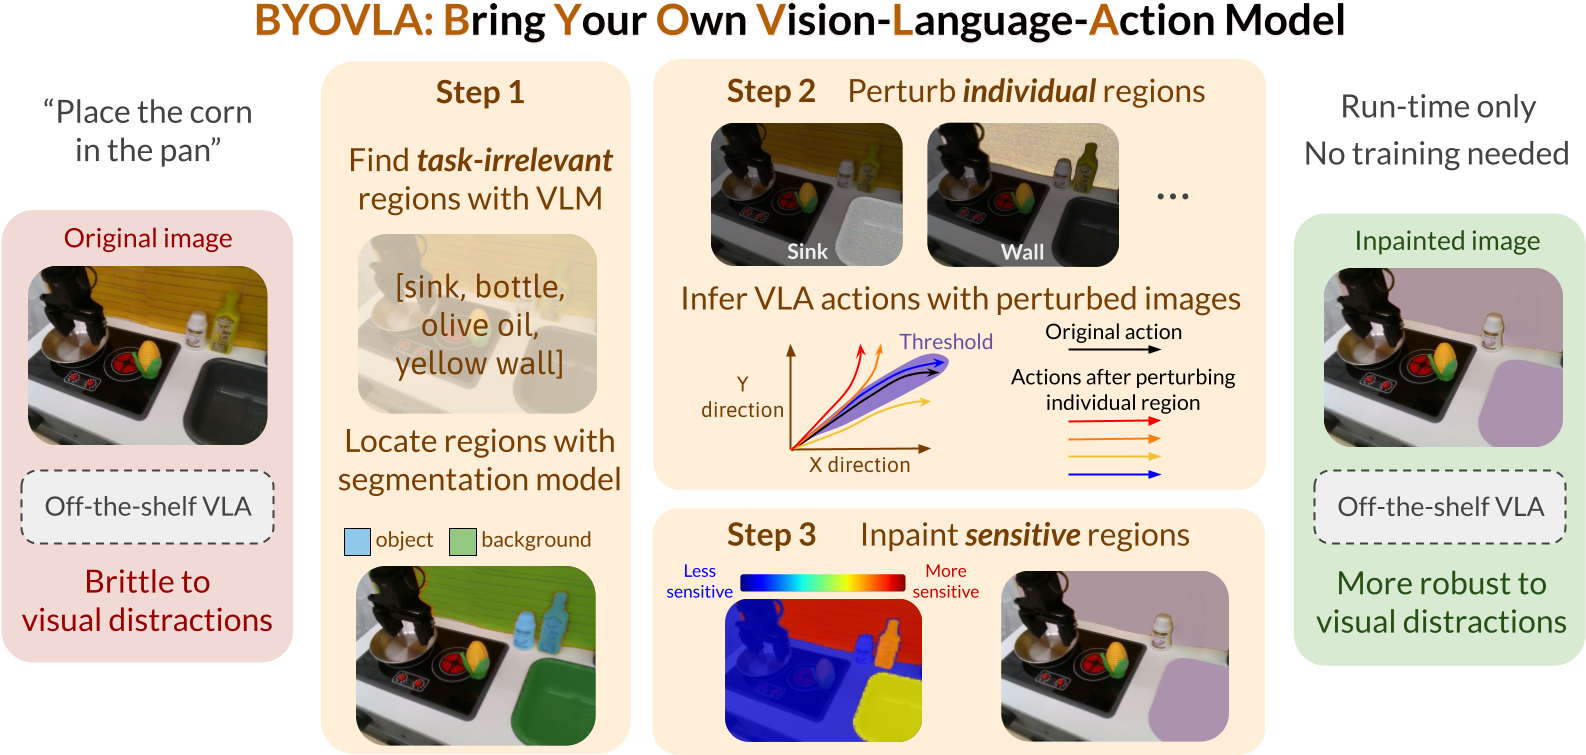 BYOVLA: Bring Your Own Vision-Language-Action Model
“Place the corn
in the pan”
Original image
Off-the-shelf VLA
Brittle to
visual distractions
Step 1
Find task-irrelevant
regions with VLM
[sink, bottle,
olive oil,
yellow wall]
Locate regions with
segmentation model
object
background
Step 2 Perturb individual regions
Sink
Wall
...
Infer VLA actions with perturbed images
Threshold
Y
direction
X direction
Original action
Actions after perturbing
individual region
Step 3 Inpaint sensitive regions
Less
sensitive
More
sensitive
Run-time only
No training needed
Inpainted image
Off-the-shelf VLA
More robust to
visual distractions